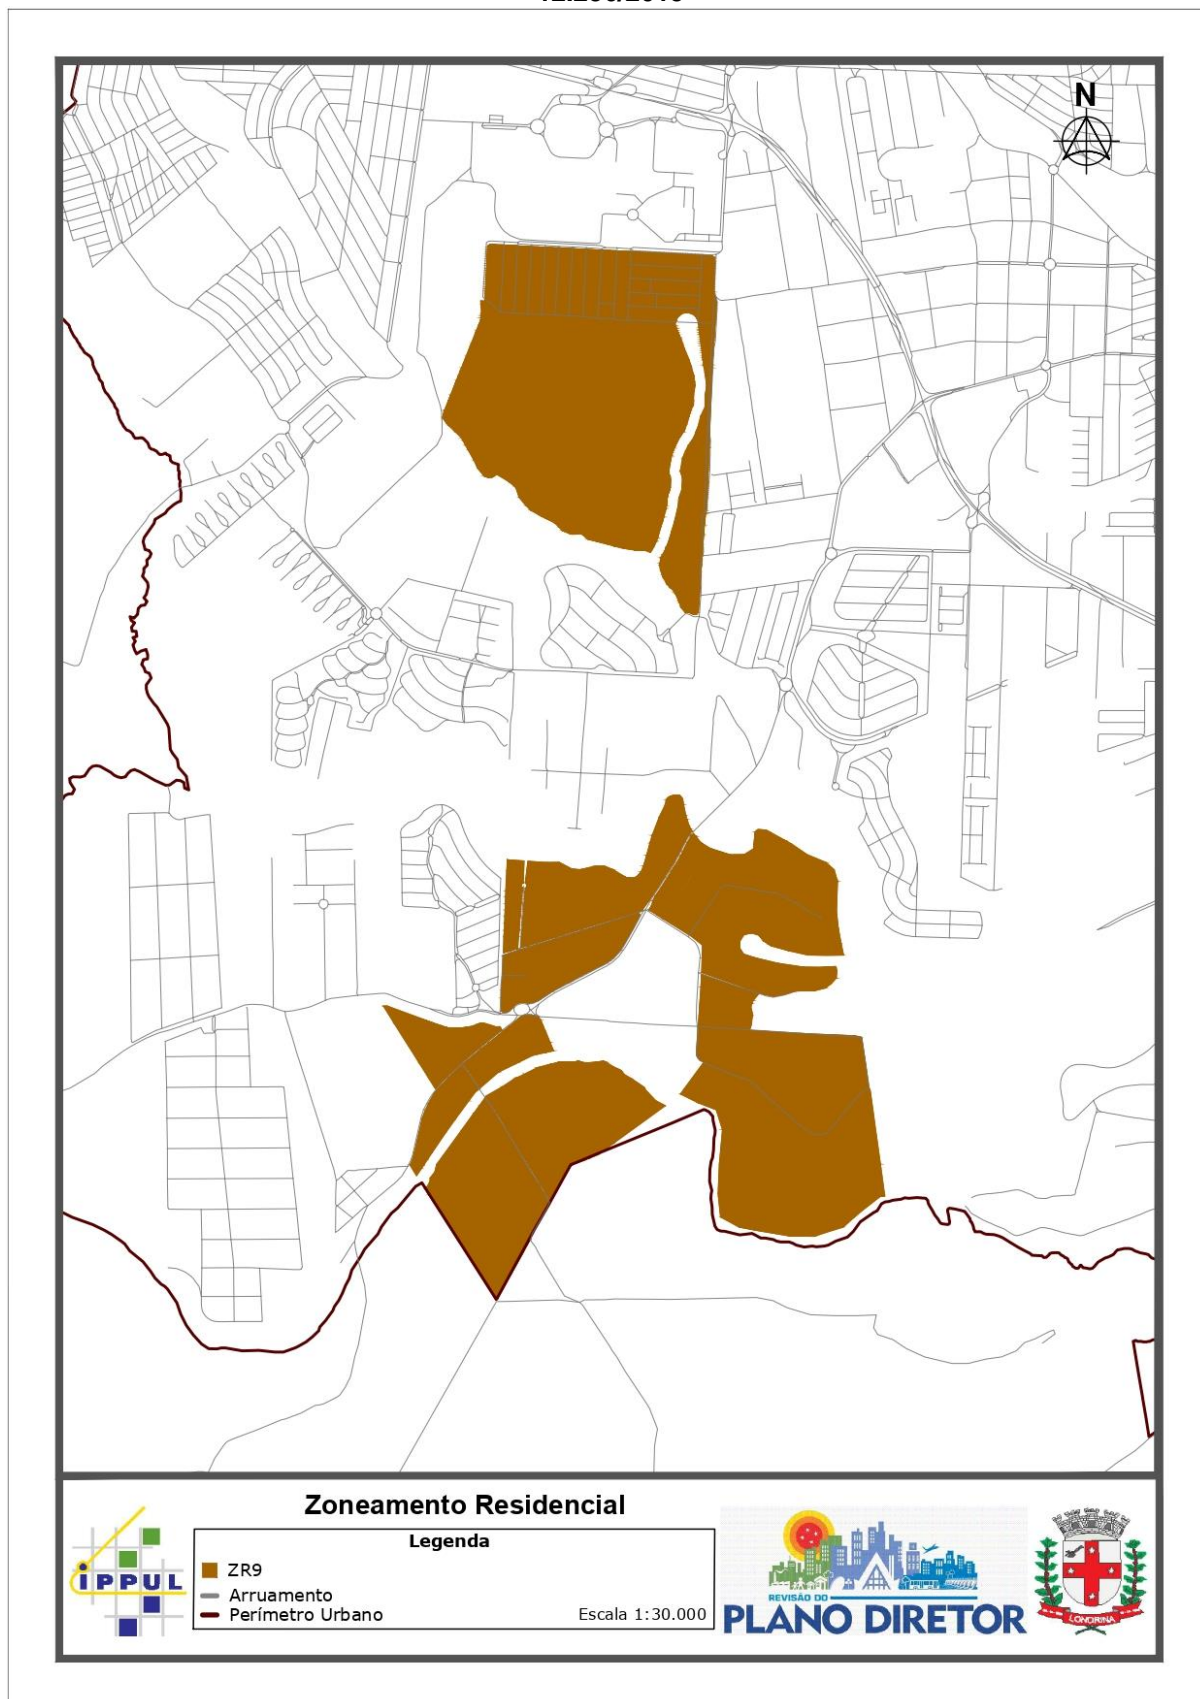 N
Zoneamento Residencial
Legenda
ZR9
Arruamento
Perímetro Urbano
Escala 1:30.000
IPPUL
REVISÃO DO
PLANO DIRETOR
LONDRINA